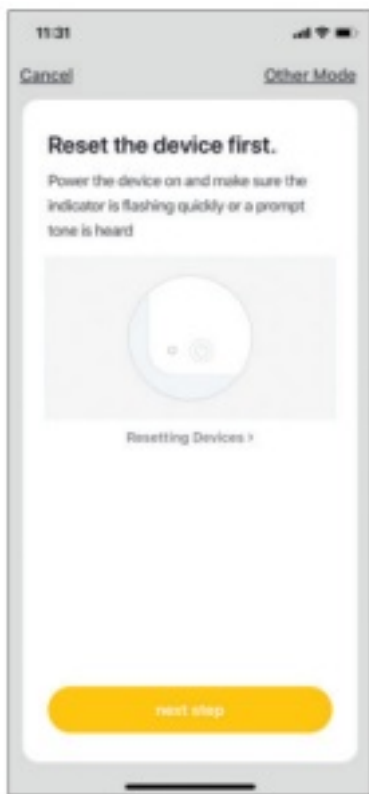 11:31
Cancel Other Mode
Reset the device first.
Power the device on and make sure the
indicator is flashing quickly or a prompt
tone is heard
Resetting Devices >
next step